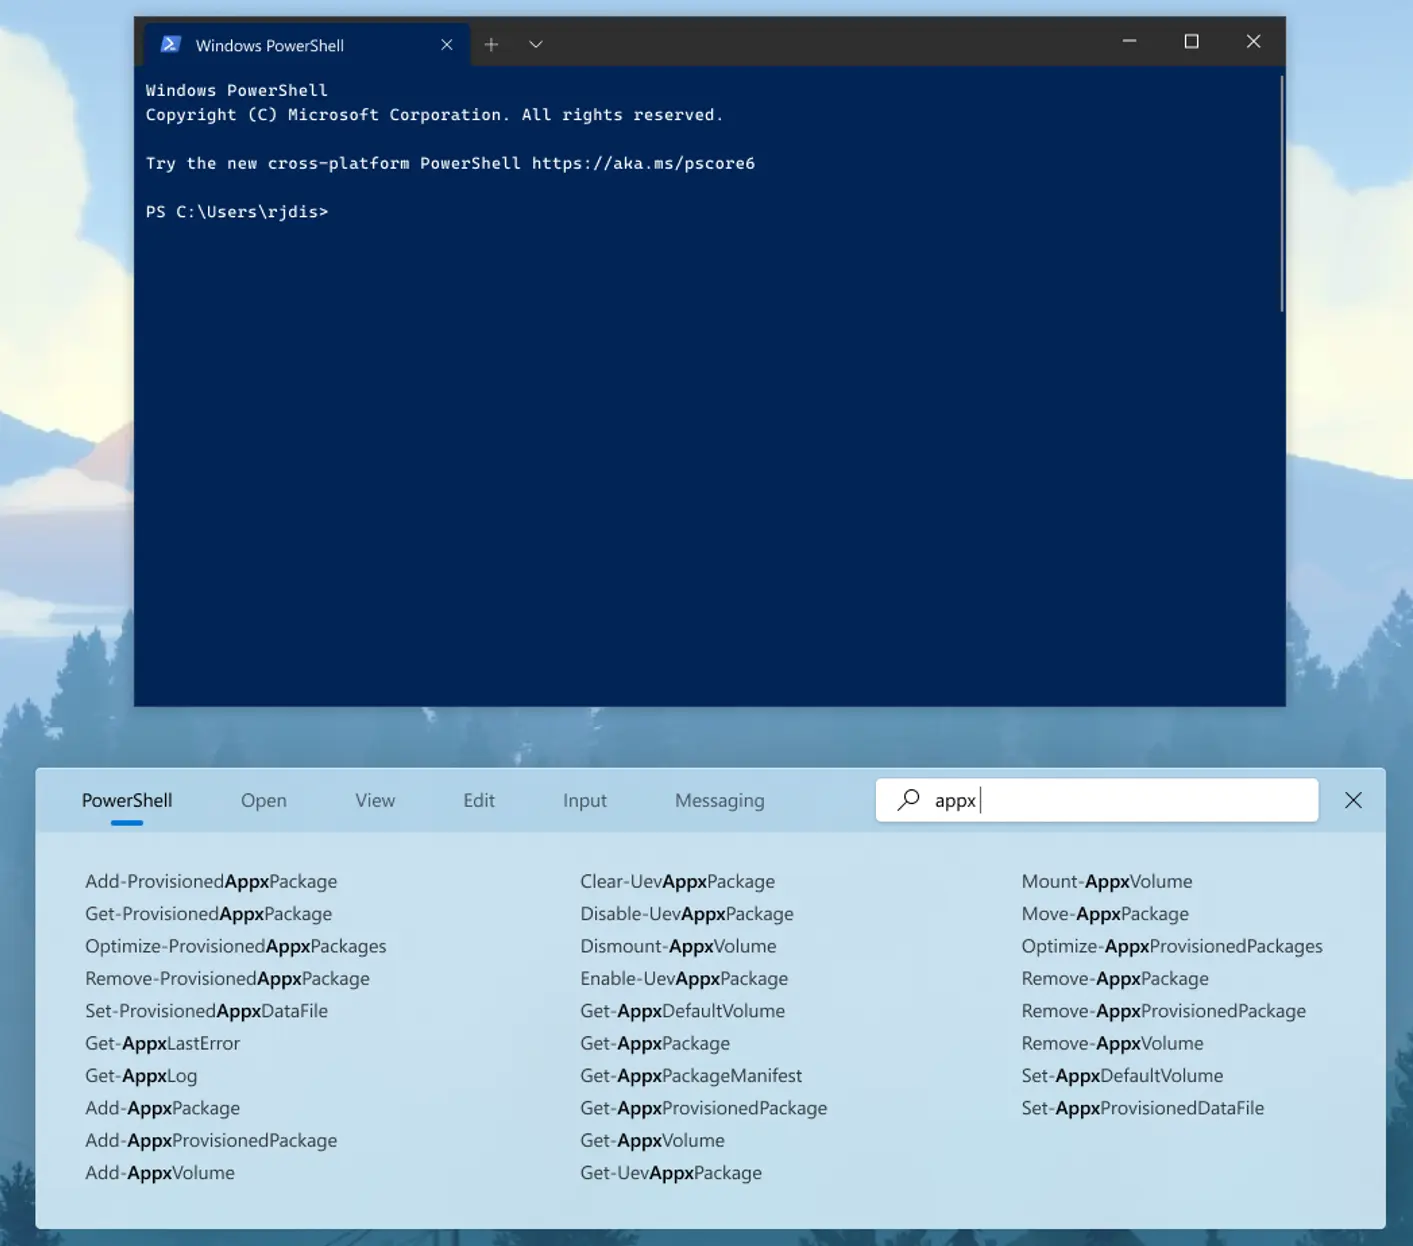 Windows PowerShell
Windows PowerShell
Copyright (C) Microsoft Corporation. All rights reserved.
Try the new cross-platform PowerShell https://aka.ms/pscore6
PS C:\Users\rjdis>
PowerShell Open View Edit Input Messaging appx
Add-ProvisionedAppxPackage
Get-ProvisionedAppxPackage
Optimize-ProvisionedAppxPackages
Remove-ProvisionedAppxPackage
Set-ProvisionedAppxDataFile
Get-AppxLastError
Get-AppxLog
Add-AppxPackage
Add-AppxProvisionedPackage
Add-AppxVolume
Clear-UevAppxPackage
Disable-UevAppxPackage
Dismount-AppxVolume
Enable-UevAppxPackage
Get-AppxDefaultVolume
Get-AppxPackage
Get-AppxPackageManifest
Get-AppxProvisionedPackage
Get-AppxVolume
Get-UevAppxPackage
Mount-AppxVolume
Move-AppxPackage
Optimize-AppxProvisionedPackages
Remove-AppxPackage
Remove-AppxProvisionedPackage
Remove-AppxVolume
Set-AppxDefaultVolume
Set-AppxProvisionedDataFile